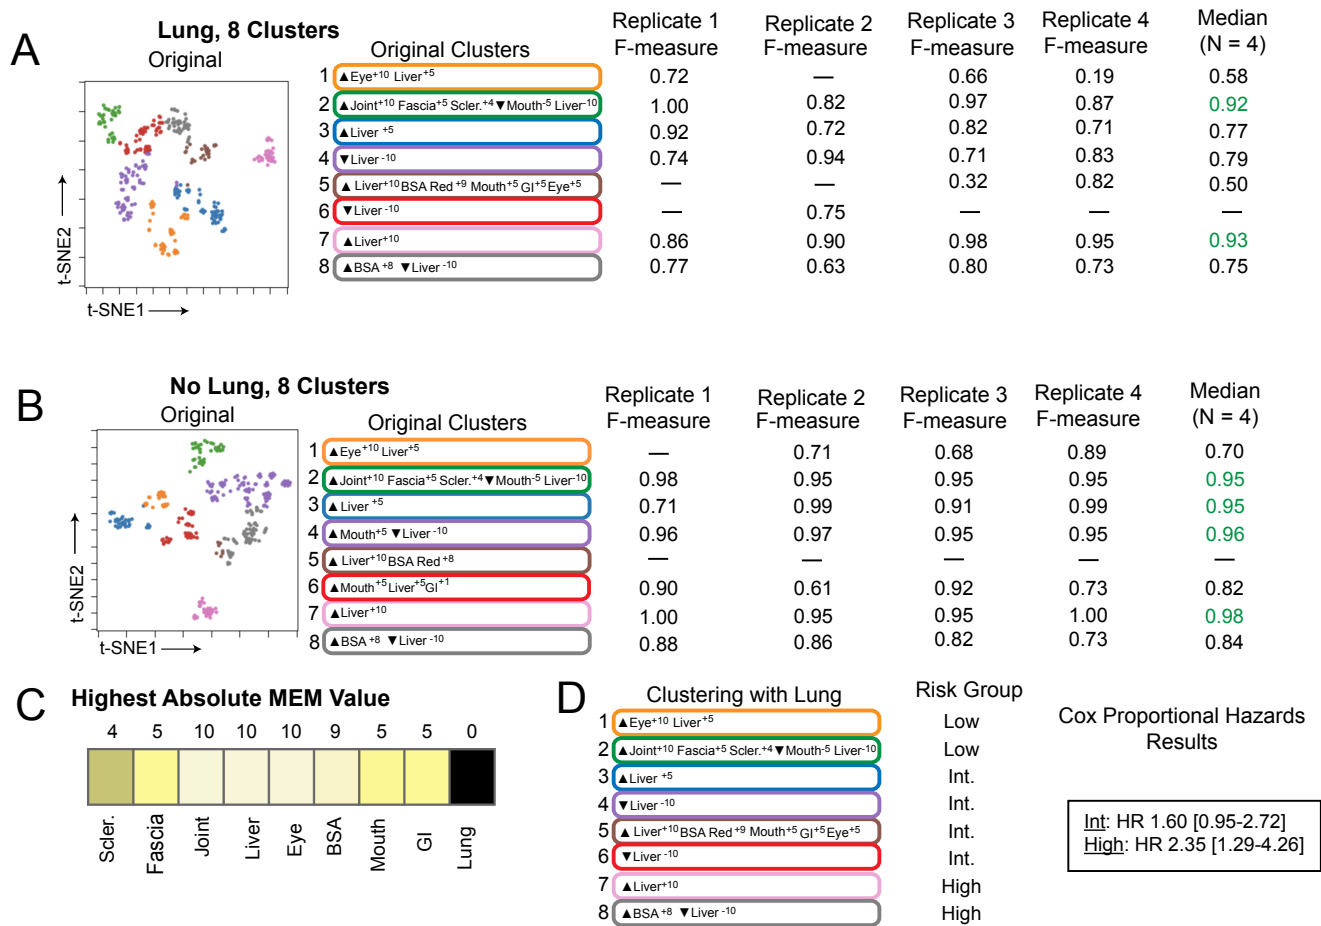 A
Lung, 8 Clusters
Original
Original Clusters
Replicate 1 F-measure
Replicate 2 F-measure
Replicate 3 F-measure
Replicate 4 F-measure
Median (N = 4)
1 ▲Eye+10 Liver+5 0.72 — 0.66 0.19 0.58
2 ▲Joint+10 Fascia+5 Scler.+4▼Mouth-5 Liver-10 1.00 0.82 0.97 0.87 0.92
3 ▲Liver +5 0.92 0.72 0.82 0.71 0.77
4 ▼Liver -10 0.74 0.94 0.71 0.83 0.79
5 ▲ Liver+10 BSA Red +9 Mouth+5 GI+5 Eye+5 — — 0.32 0.82 0.50
6 ▼Liver -10 — 0.75 — — —
7 ▲Liver+10 0.86 0.90 0.98 0.95 0.93
8 ▲BSA +8 ▼Liver -10 0.77 0.63 0.80 0.73 0.75
t-SNE2
t-SNE1
B
No Lung, 8 Clusters
Original
Original Clusters
Replicate 1 F-measure
Replicate 2 F-measure
Replicate 3 F-measure
Replicate 4 F-measure
Median (N = 4)
1 ▲Eye+10 Liver+5 — 0.71 0.68 0.89 0.70
2 ▲Joint+10 Fascia+5 Scler.+4▼Mouth-5 Liver-10 0.98 0.95 0.95 0.95 0.95
3 ▲Liver +5 0.71 0.99 0.91 0.99 0.95
4 ▲Mouth+5 ▼Liver -10 0.96 0.97 0.95 0.95 0.96
5 ▲ Liver+10 BSA Red +8 — — — — —
6 ▲Mouth+5 Liver+5 GI+1 0.90 0.61 0.92 0.73 0.82
7 ▲Liver+10 1.00 0.95 0.95 1.00 0.98
8 ▲BSA +8 ▼Liver -10 0.88 0.86 0.82 0.73 0.84
t-SNE2
t-SNE1
C
Highest Absolute MEM Value
4 5 10 10 10 9 5 5 0
Scler. Fascia Joint Liver Eye BSA Mouth GI Lung
D
Clustering with Lung
Risk Group
1 ▲Eye+10 Liver+5 Low
2 ▲Joint+10 Fascia+5 Scler.+4▼Mouth-5 Liver-10 Low
3 ▲Liver +5 Int.
4 ▼Liver -10 Int.
5 ▲ Liver+10 BSA Red +9 Mouth+5 GI+5 Eye+5 Int.
6 ▼Liver -10 Int.
7 ▲Liver+10 High
8 ▲BSA +8 ▼Liver -10 High
Cox Proportional Hazards
Results
Int: HR 1.60 [0.95-2.72]
High: HR 2.35 [1.29-4.26]